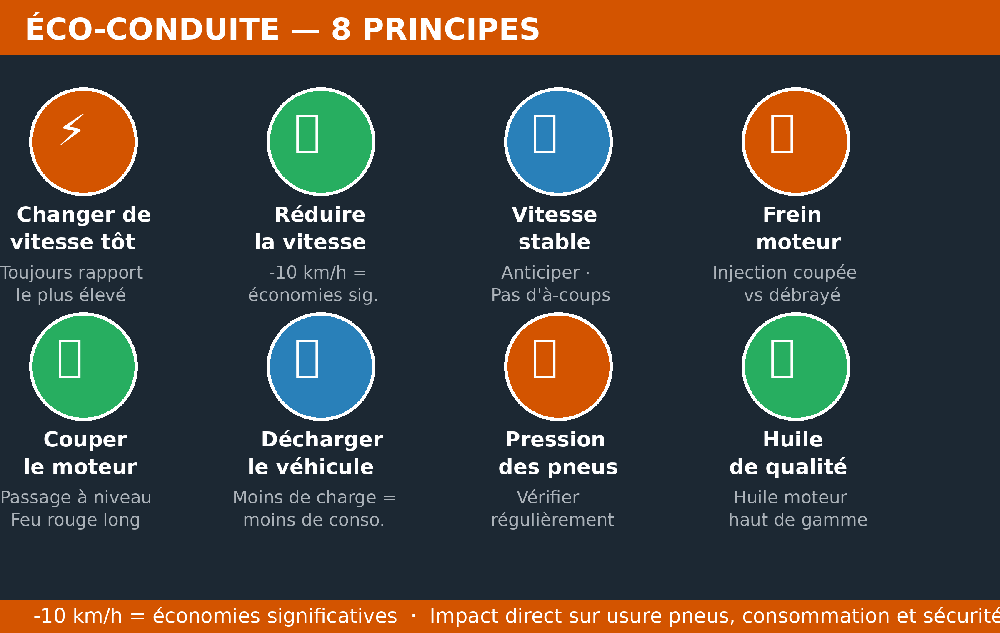 ÉCO-CONDUITE — 8 PRINCIPES
Changer de
vitesse tôt
Toujours rapport
le plus élevé
Réduire
la vitesse
-10 km/h =
économies sig.
Vitesse
stable
Anticiper ·
Pas d'à-coups
Frein
moteur
Injection coupée
vs débrayé
Couper
le moteur
Passage à niveau
Feu rouge long
Décharger
le véhicule
Moins de charge =
moins de conso.
Pression
des pneus
Vérifier
régulièrement
Huile
de qualité
Huile moteur
haut de gamme
-10 km/h = économies significatives · Impact direct sur usure pneus, consommation et sécurité